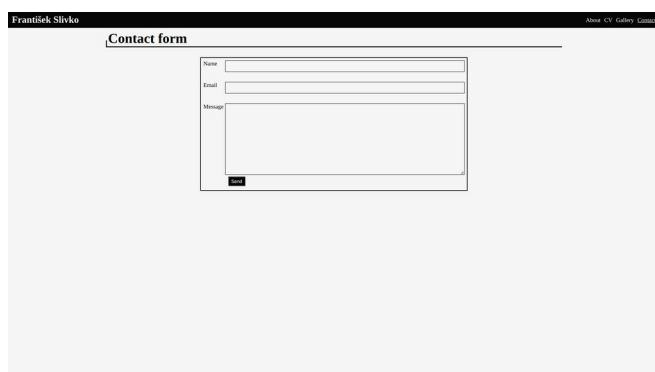 František Slivko
About CV Gallery Contact
Contact form
Name
Email
Message
Send